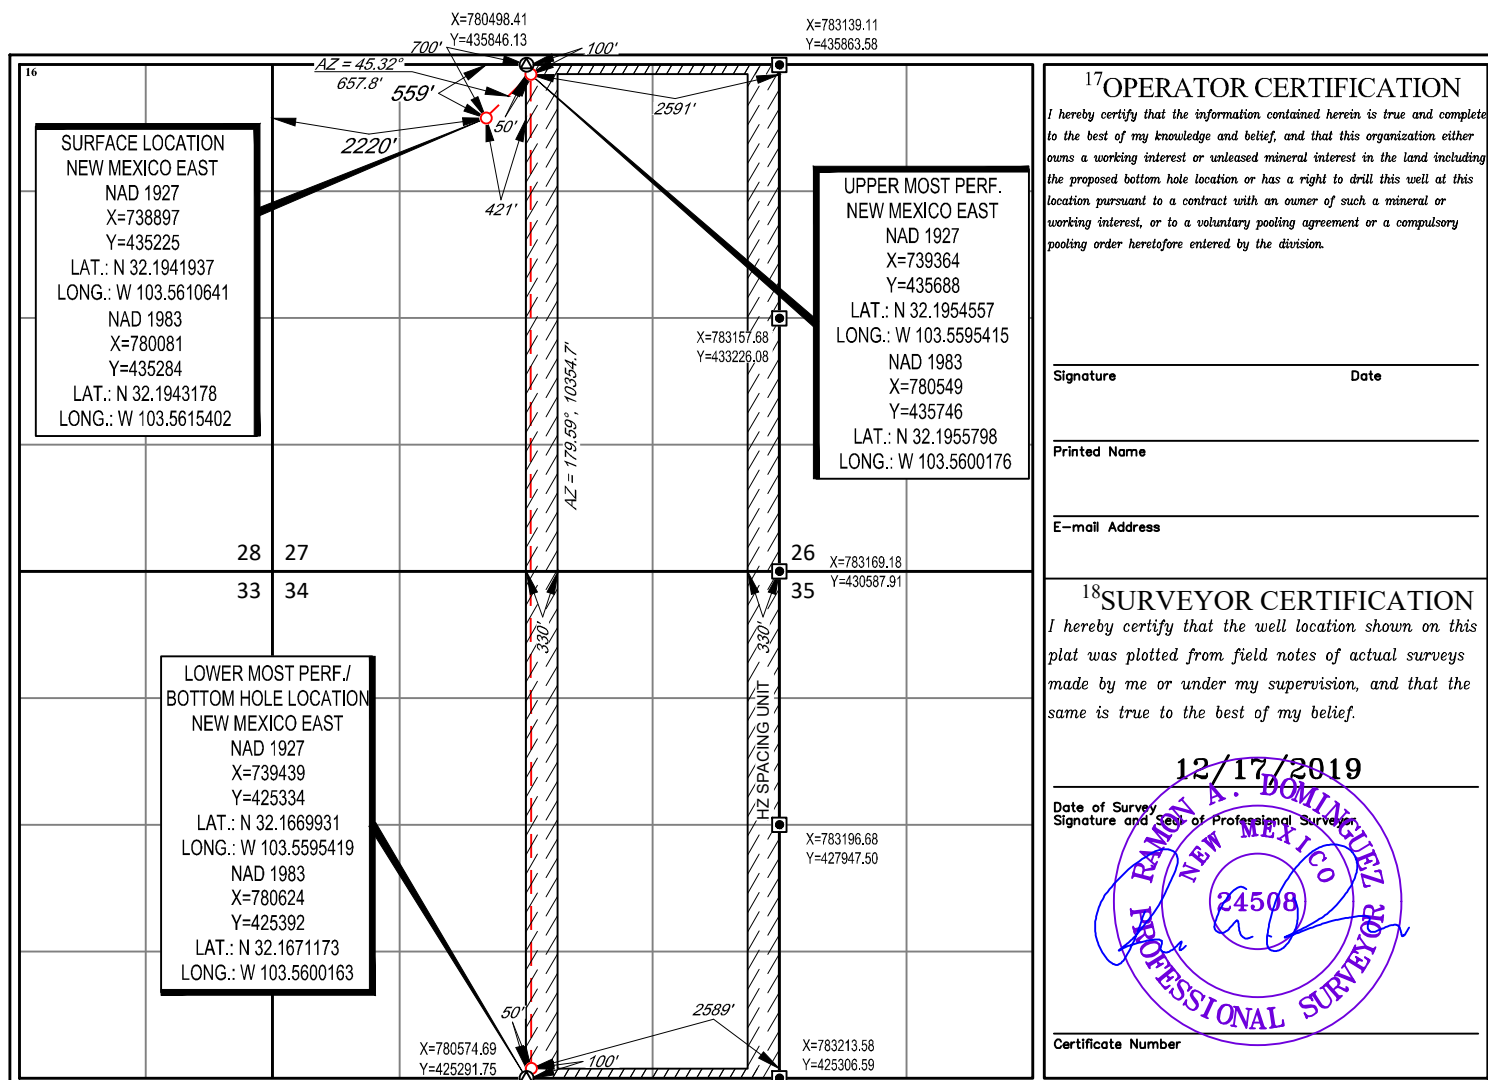 X=780498.41
Y=435846.13
X=783139.11
Y=435863.58
16
700'
100'
AZ = 45.32°
657.8'
559'
50'
2591'
2220'
421'
SURFACE LOCATION
NEW MEXICO EAST
NAD 1927
X=738897
Y=435225
LAT.: N 32.1941937
LONG.: W 103.5610641
NAD 1983
X=780081
Y=435284
LAT.: N 32.1943178
LONG.: W 103.5615402
UPPER MOST PERF.
NEW MEXICO EAST
NAD 1927
X=739364
Y=435688
LAT.: N 32.1954557
LONG.: W 103.5595415
NAD 1983
X=780549
Y=435746
LAT.: N 32.1955798
LONG.: W 103.5600176
X=783157.68
Y=433226.08
AZ = 179.59°, 10354.7'
28 27
33 34
26
35
X=783169.18
Y=430587.91
330'
330'
HZ SPACING UNIT
LOWER MOST PERF./
BOTTOM HOLE LOCATION
NEW MEXICO EAST
NAD 1927
X=739439
Y=425334
LAT.: N 32.1669931
LONG.: W 103.5595419
NAD 1983
X=780624
Y=425392
LAT.: N 32.1671173
LONG.: W 103.5600163
X=783196.68
Y=427947.50
50'
2589'
100'
X=780574.69
Y=425291.75
X=783213.58
Y=425306.59
17 OPERATOR CERTIFICATION
I hereby certify that the information contained herein is true and complete
to the best of my knowledge and belief, and that this organization either
owns a working interest or unleased mineral interest in the land including
the proposed bottom hole location or has a right to drill this well at this
location pursuant to a contract with an owner of such a mineral or
working interest, or to a voluntary pooling agreement or a compulsory
pooling order heretofore entered by the division.
Signature Date
Printed Name
E-mail Address
18 SURVEYOR CERTIFICATION
I hereby certify that the well location shown on this
plat was plotted from field notes of actual surveys
made by me or under my supervision, and that the
same is true to the best of my belief.
12/17/2019
Date of Survey
Signature and Seal of Professional Surveyor
RAMON A. DOMINGUEZ
NEW MEXICO
24508
PROFESSIONAL SURVEYOR
Certificate Number